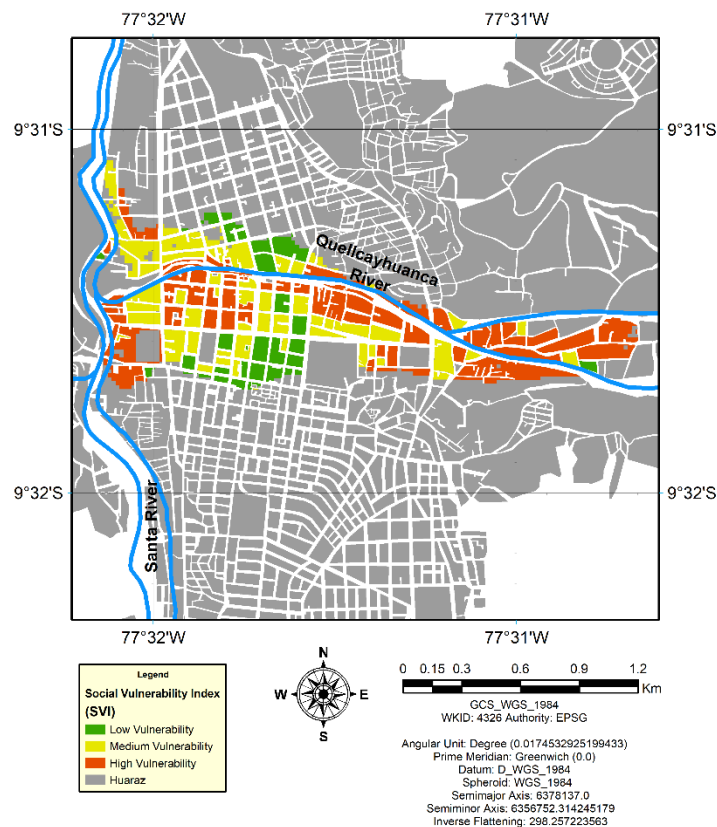 77°32'W 77°31'W
9°31'S 9°31'S
Quellcayhuanca
River
9°32'S 9°32'S
Santa River
77°32'W 77°31'W
Legend
Social Vulnerability Index
(SVI)
Low Vulnerability
Medium Vulnerability
High Vulnerability
Huaraz
N
W E
S
0 0.15 0.3 0.6 0.9 1.2
Km
GCS_WGS_1984
WKID: 4326 Authority: EPSG
Angular Unit: Degree (0.0174532925199433)
Prime Meridian: Greenwich (0.0)
Datum: D_WGS_1984
Spheroid: WGS_1984
Semimajor Axis: 6378137.0
Semiminor Axis: 6356752.314245179
Inverse Flattening: 298.257223563